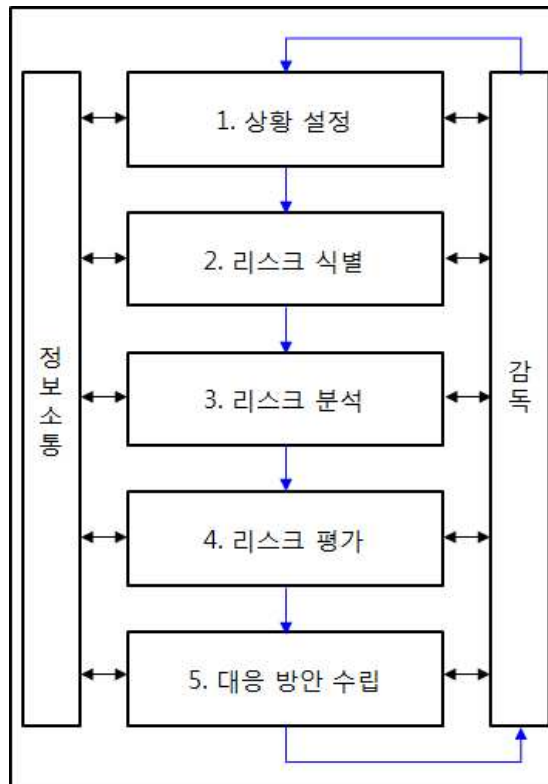 1. 상황 설정
2. 리스크 식별
3. 리스크 분석
4. 리스크 평가
5. 대응 방안 수립
정보소통
감독